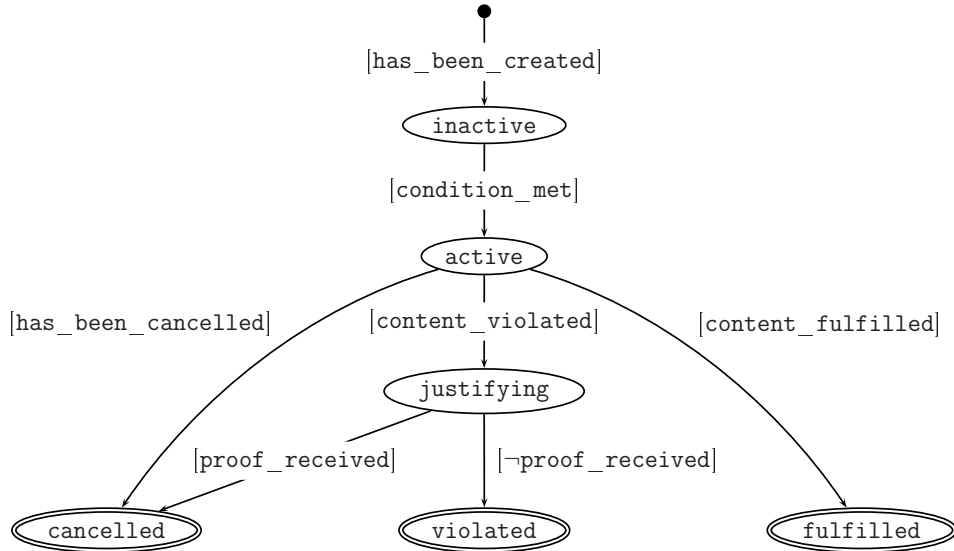 [has_been_created]
inactive
[condition_met]
active
[has_been_cancelled]
[content_violated]
[content_fulfilled]
justifying
[proof_received]
[¬proof_received]
cancelled
violated
fulfilled